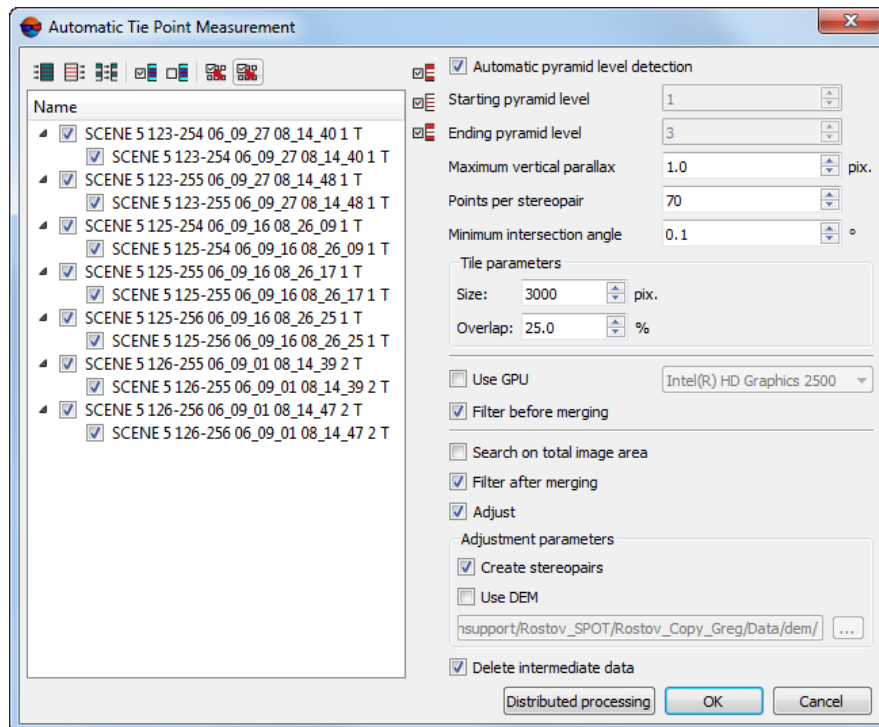 Automatic Tie Point Measurement
Name
SCENE 5 123-254 06_09_27 08_14_40 1 T
SCENE 5 123-254 06_09_27 08_14_40 1 T
SCENE 5 123-255 06_09_27 08_14_48 1 T
SCENE 5 123-255 06_09_27 08_14_48 1 T
SCENE 5 125-254 06_09_16 08_26_09 1 T
SCENE 5 125-254 06_09_16 08_26_09 1 T
SCENE 5 125-255 06_09_16 08_26_17 1 T
SCENE 5 125-255 06_09_16 08_26_17 1 T
SCENE 5 125-256 06_09_16 08_26_25 1 T
SCENE 5 125-256 06_09_16 08_26_25 1 T
SCENE 5 126-255 06_09_01 08_14_39 2 T
SCENE 5 126-255 06_09_01 08_14_39 2 T
SCENE 5 126-256 06_09_01 08_14_47 2 T
SCENE 5 126-256 06_09_01 08_14_47 2 T
Automatic pyramid level detection
Starting pyramid level 1
Ending pyramid level 3
Maximum vertical parallax 1.0 pix.
Points per stereopair 70
Minimum intersection angle 0.1 °
Tile parameters
Size: 3000 pix.
Overlap: 25.0 %
Use GPU Intel(R) HD Graphics 2500
Filter before merging
Search on total image area
Filter after merging
Adjust
Adjustment parameters
Create stereopairs
Use DEM
nsupport/Rostov_SPOT/Rostov_Copy_Greg/Data/dem/ ...
Delete intermediate data
Distributed processing OK Cancel